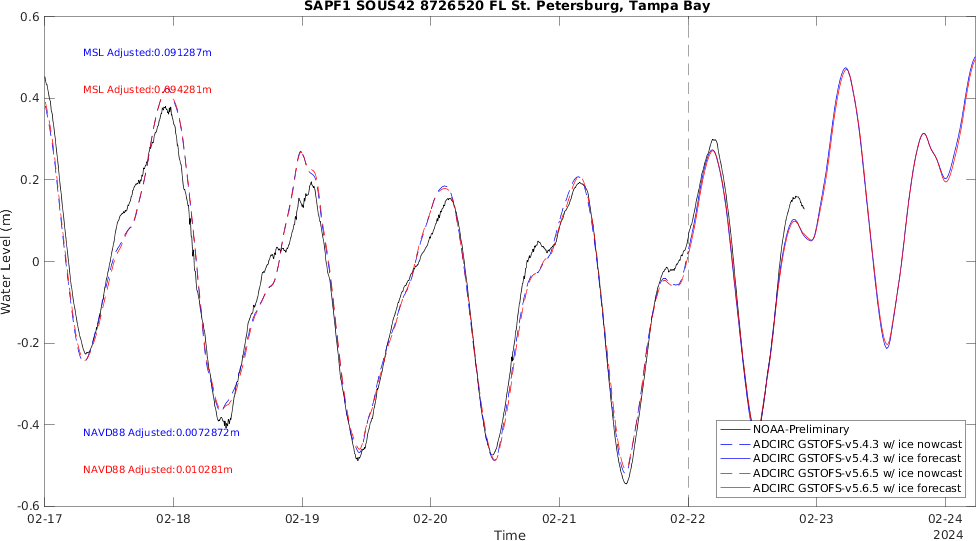 SAPF1 SOUS42 8726520 FL St. Petersburg, Tampa Bay
0.6
0.4
0.2
0
-0.2
-0.4
-0.6
Water Level (m)
MSL Adjusted:0.091287m
MSL Adjusted:0.094281m
NAVD88 Adjusted:0.0072872m
NAVD88 Adjusted:0.010281m
NOAA-Preliminary
ADCIRC GSTOFS-v5.4.3 w/ ice nowcast
ADCIRC GSTOFS-v5.4.3 w/ ice forecast
ADCIRC GSTOFS-v5.6.5 w/ ice nowcast
ADCIRC GSTOFS-v5.6.5 w/ ice forecast
02-17 02-18 02-19 02-20 02-21 02-22 02-23 02-24
Time
2024